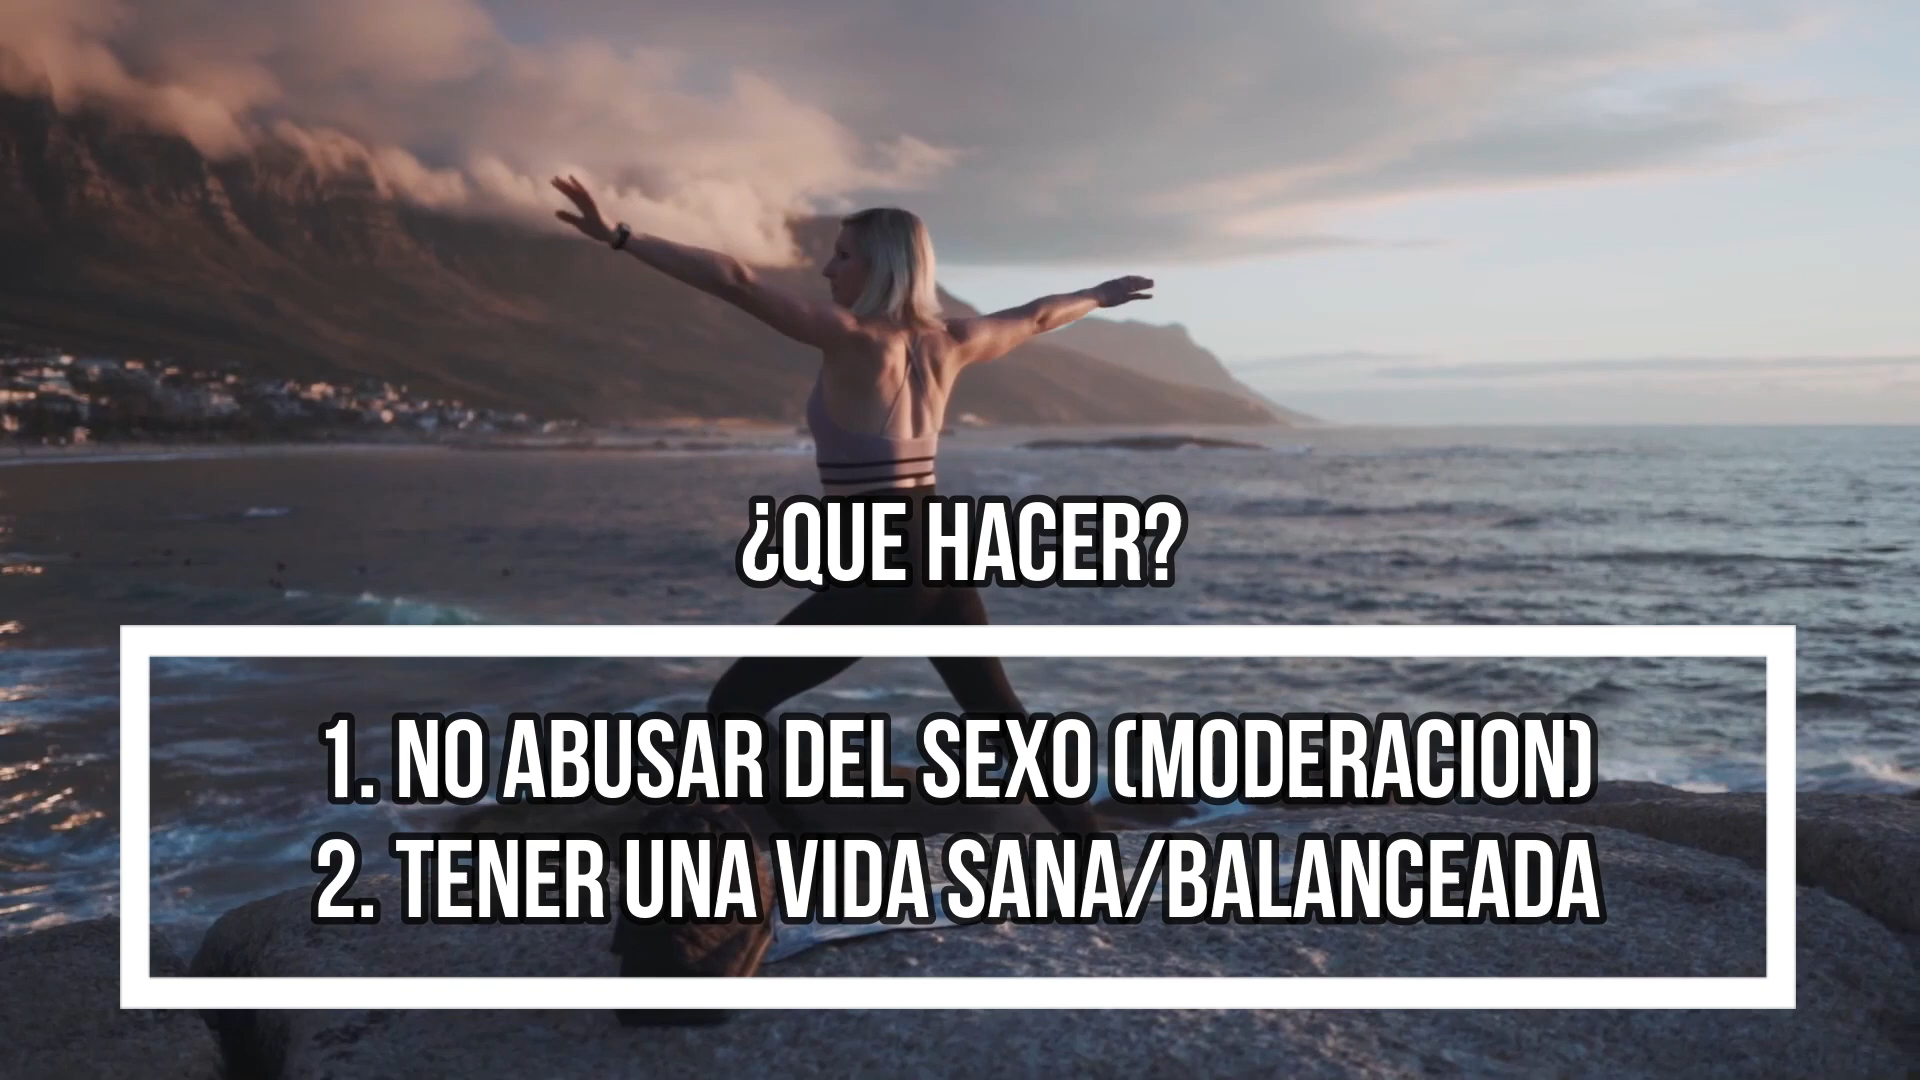 ¿QUE HACER?
1. NO ABUSAR DEL SEXO (MODERACION)
2. TENER UNA VIDA SANA/BALANCEADA